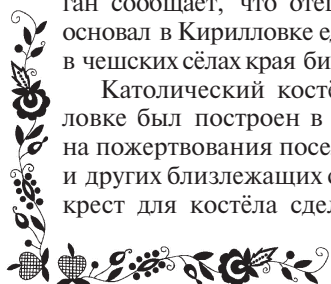 ган сообщает, что оте
основал в Кирилловке е
в чешских сёлах края би
Католический костё
ловке был построен в
на пожертвования посе
и других близлежащих с
крест для костёла сдел